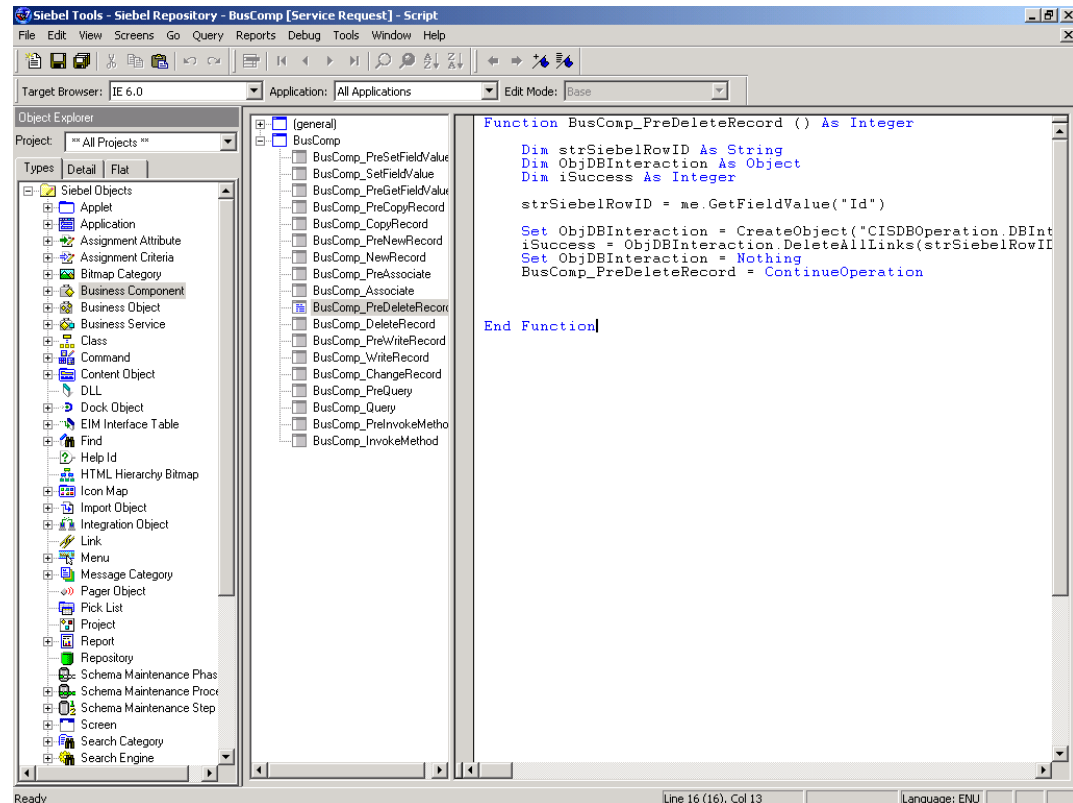 Siebel Tools - Siebel Repository - BusComp [Service Request] - Script
File Edit View Screens Go Query Reports Debug Tools Window Help
Target Browser: IE 6.0 Application: All Applications Edit Mode: Base
Object Explorer
Project: ** All Projects **
Types Detail Flat
Siebel Objects
Applet
Application
Assignment Attribute
Assignment Criteria
Bitmap Category
Business Component
Business Object
Business Service
Class
Command
Content Object
DLL
Dock Object
EIM Interface Table
Find
Help Id
HTML Hierarchy Bitmap
Icon Map
Import Object
Integration Object
Link
Menu
Message Category
Pager Object
Pick List
Project
Report
Repository
Schema Maintenance Phas
Schema Maintenance Proce
Schema Maintenance Step
Screen
Search Category
Search Engine
(general)
BusComp
BusComp_PreSetFieldValue
BusComp_SetFieldValue
BusComp_PreGetFieldValue
BusComp_PreCopyRecord
BusComp_CopyRecord
BusComp_PreNewRecord
BusComp_NewRecord
BusComp_PreAssociate
BusComp_Associate
BusComp_PreDeleteRecord
BusComp_DeleteRecord
BusComp_PreWriteRecord
BusComp_WriteRecord
BusComp_ChangeRecord
BusComp_PreQuery
BusComp_Query
BusComp_PreInvokeMetho
BusComp_InvokeMethod
Function BusComp_PreDeleteRecord () As Integer
Dim strSiebelRowID As String
Dim ObjDBInteraction As Object
Dim iSuccess As Integer
strSiebelRowID = me.GetFieldValue("Id")
Set ObjDBInteraction = CreateObject("CISDBOperation.DBInt
iSuccess = ObjDBInteraction.DeleteAllLinks(strSiebelRowID
Set ObjDBInteraction = Nothing
BusComp_PreDeleteRecord = ContinueOperation
End Function
Ready Line 16 (16), Col 13 Language: ENU